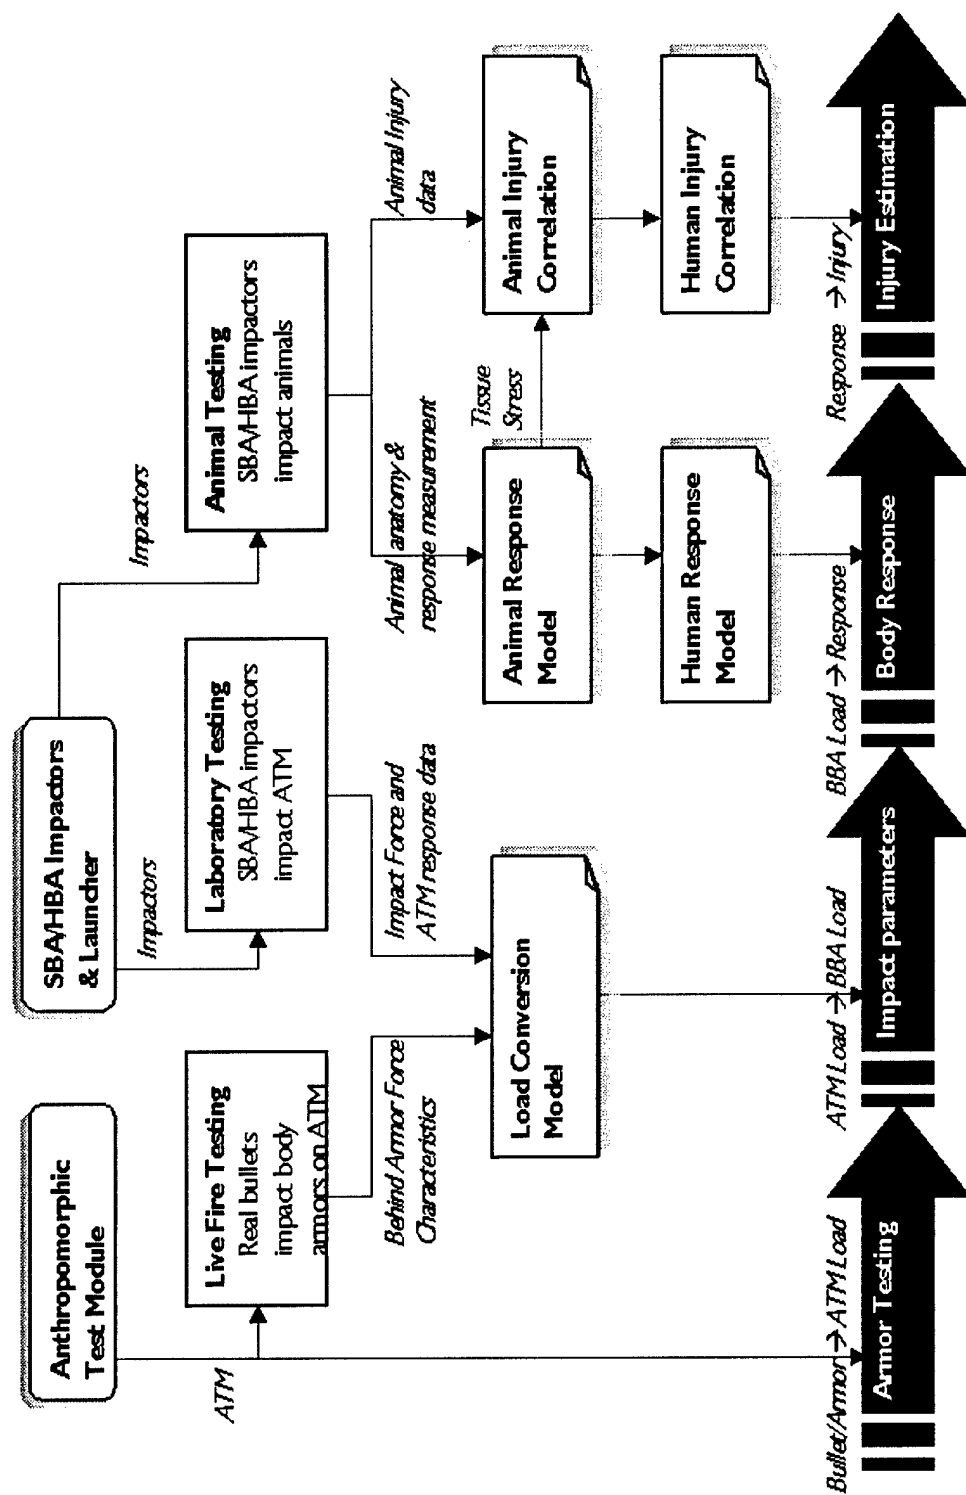 Anthropomorphic
Test Module
SBA/HBA Impactors
& Launcher
ATM
Impactors
Impactors
Live Fire Testing
Real bullets
impact body
armors on ATM
Laboratory Testing
SBA/HBA impactors
impact ATM
Animal Testing
SBA/HBA impactors
impact animals
Behind Armor Force
Characteristics
Impact Force and
ATM response data
Animal anatomy &
response measurement
Animal Injury
data
Load Conversion
Model
Animal Response
Model
Tissue
Stress
Animal Injury
Correlation
Human Response
Model
Human Injury
Correlation
Bullet/Armor → ATM Load
ATM Load → BBA Load
BBA Load → Response
Response → Injury
Armor Testing
Impact parameters
Body Response
Injury Estimation